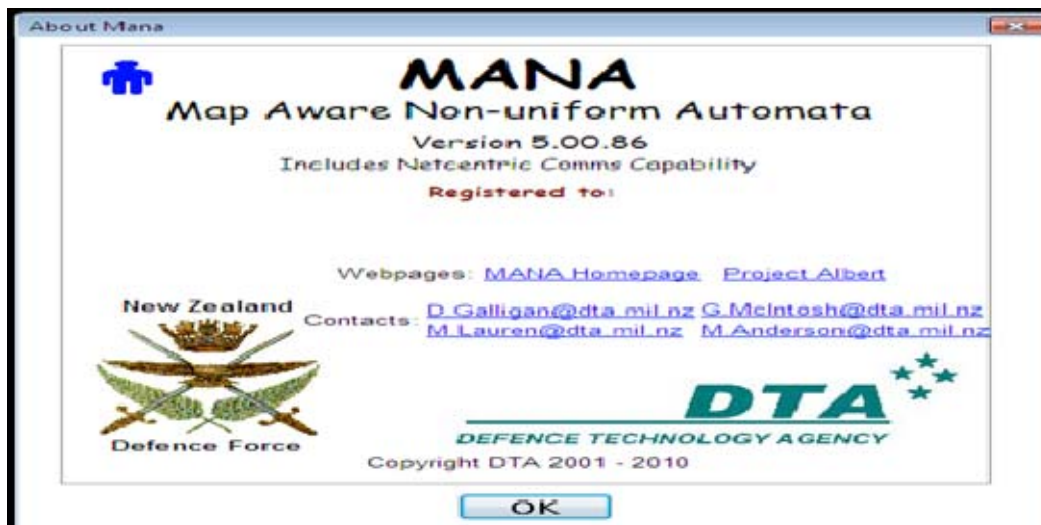 About Mana
MANA
Map Aware Non-uniform Automata
Version 5.00.86
Includes Netcentric Comms Capability
Registered to:
Webpages: MANA Homepage Project Albert
New Zealand
Contacts: D.Galligan@dta.mil.nz G.McIntosh@dta.mil.nz
M.Lauren@dta.mil.nz M.Anderson@dta.mil.nz
DTA
DEFENCE TECHNOLOGY AGENCY
Defence Force
Copyright DTA 2001 - 2010
OK